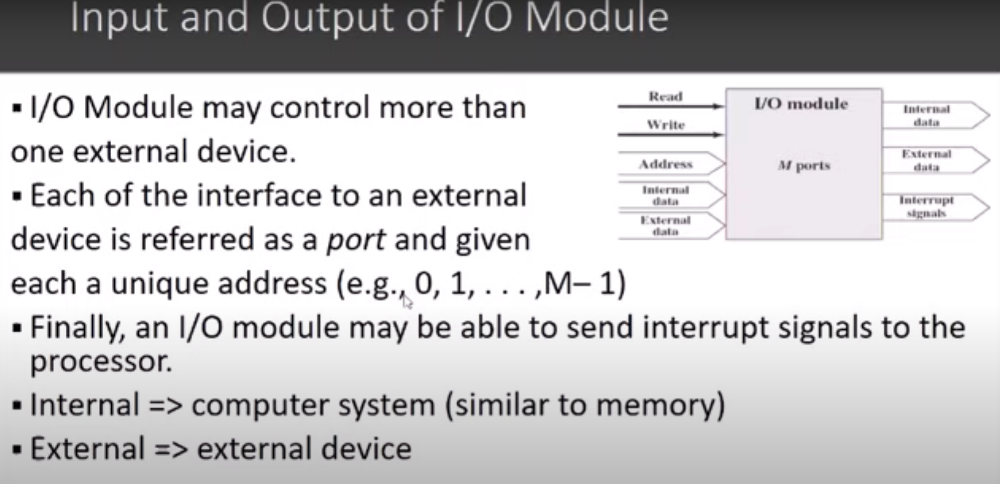 Input and Output of I/O Module
▪ I/O Module may control more than
one external device.
▪ Each of the interface to an external
device is referred as a port and given
each a unique address (e.g., 0, 1, . . . ,M– 1)
▪ Finally, an I/O module may be able to send interrupt signals to the
processor.
▪ Internal => computer system (similar to memory)
▪ External => external device
Read
Write
Address
Internal
data
External
data
I/O module
M ports
Internal
data
External
data
Interrupt
signals